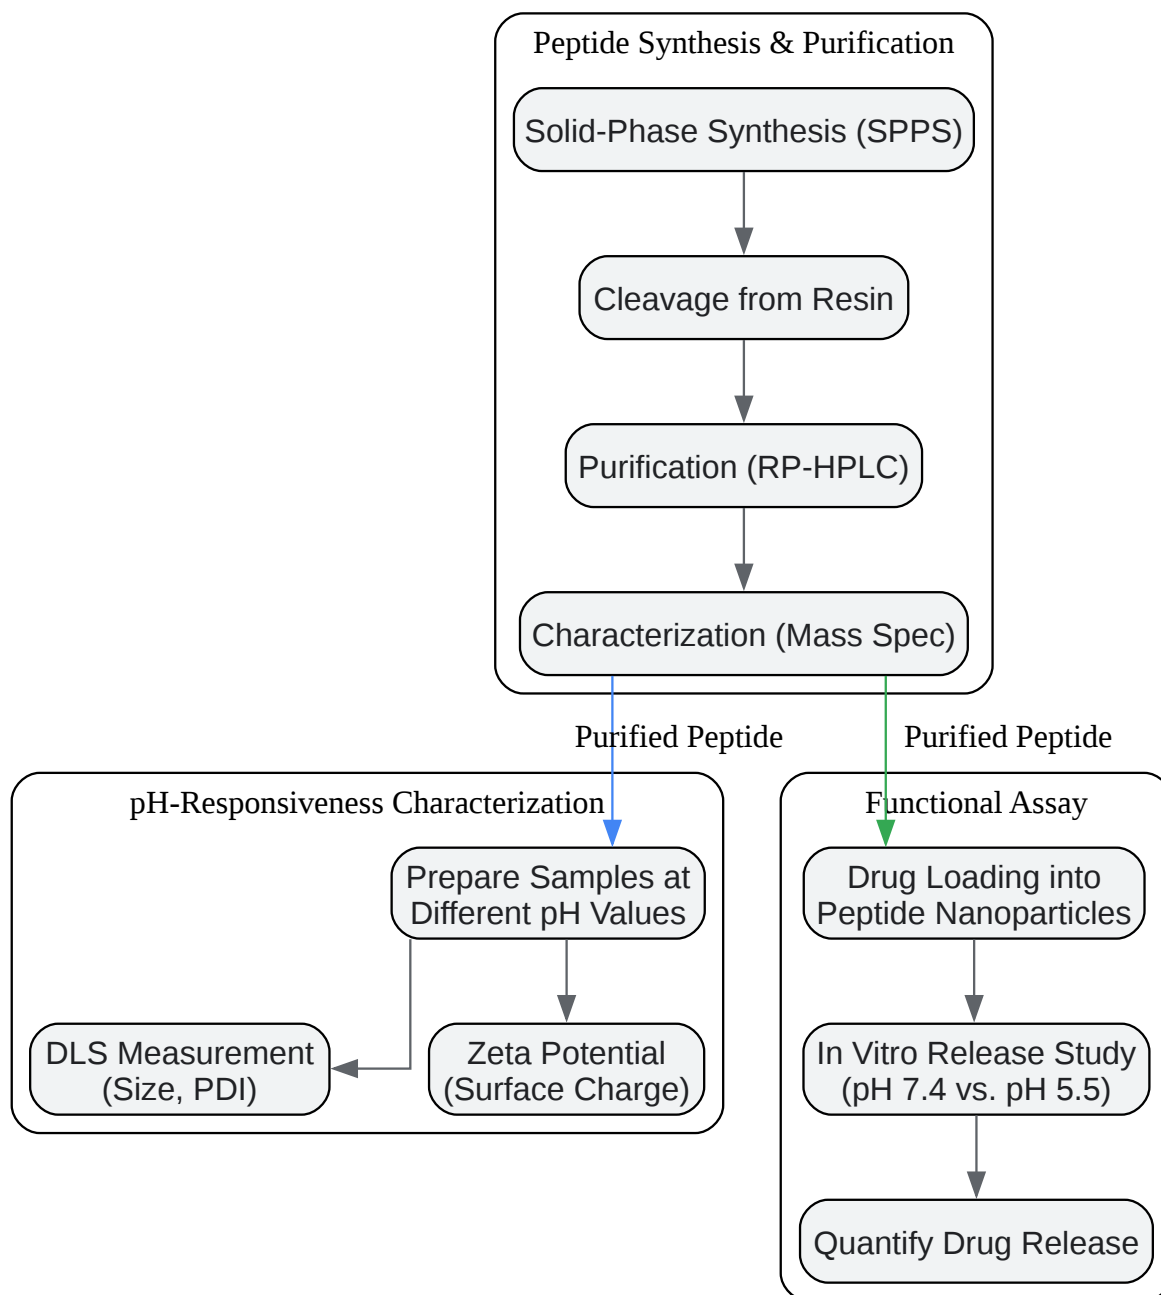 Peptide Synthesis & Purification
Solid-Phase Synthesis (SPPS)
Cleavage from Resin
Purification (RP-HPLC)
Characterization (Mass Spec)
Purified Peptide
Purified Peptide
pH-Responsiveness Characterization
Prepare Samples at
Different pH Values
DLS Measurement
(Size, PDI)
Zeta Potential
(Surface Charge)
Functional Assay
Drug Loading into
Peptide Nanoparticles
In Vitro Release Study
(pH 7.4 vs. pH 5.5)
Quantify Drug Release